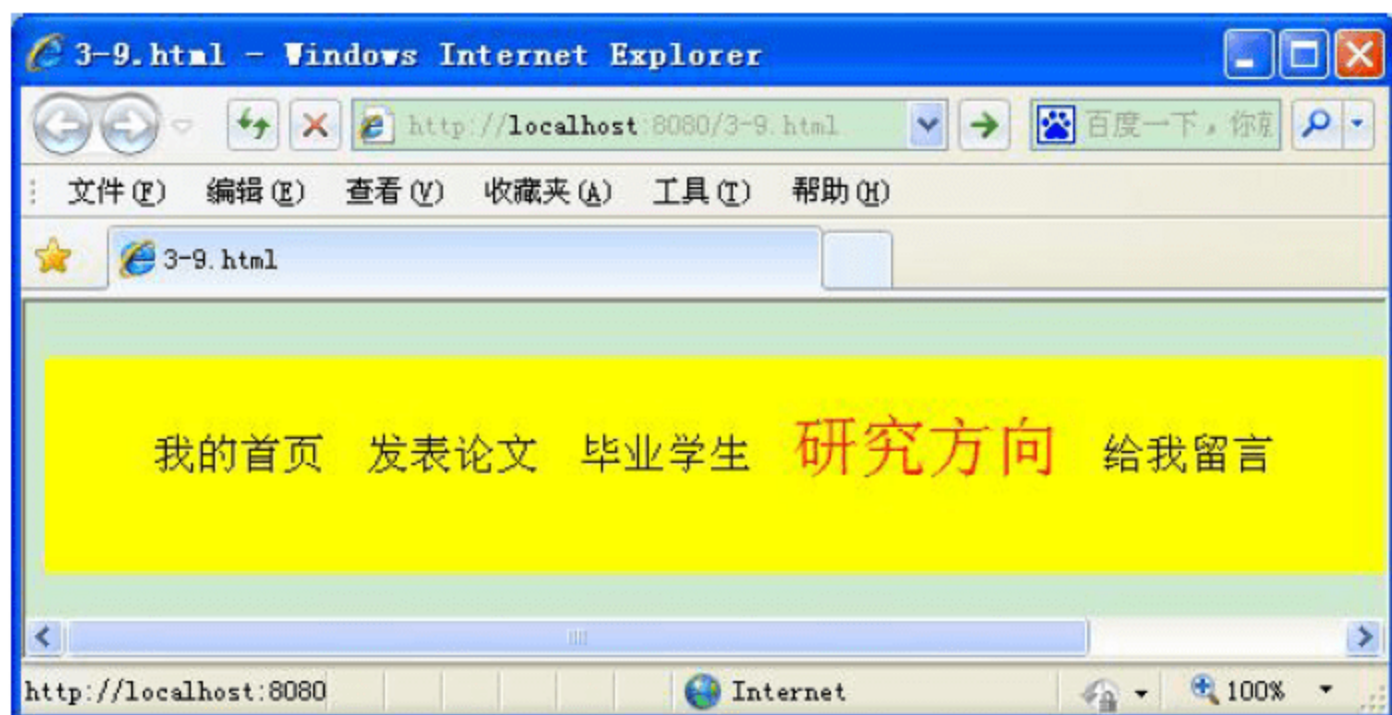 3-9.html - Windows Internet Explorer
http://localhost:8080/3-9.html 百度一下，你就
文件(F) 编辑(E) 查看(V) 收藏夹(A) 工具(T) 帮助(H)
3-9.html
我的首页 发表论文 毕业学生 研究方向 给我留言
http://localhost:8080 Internet 100%